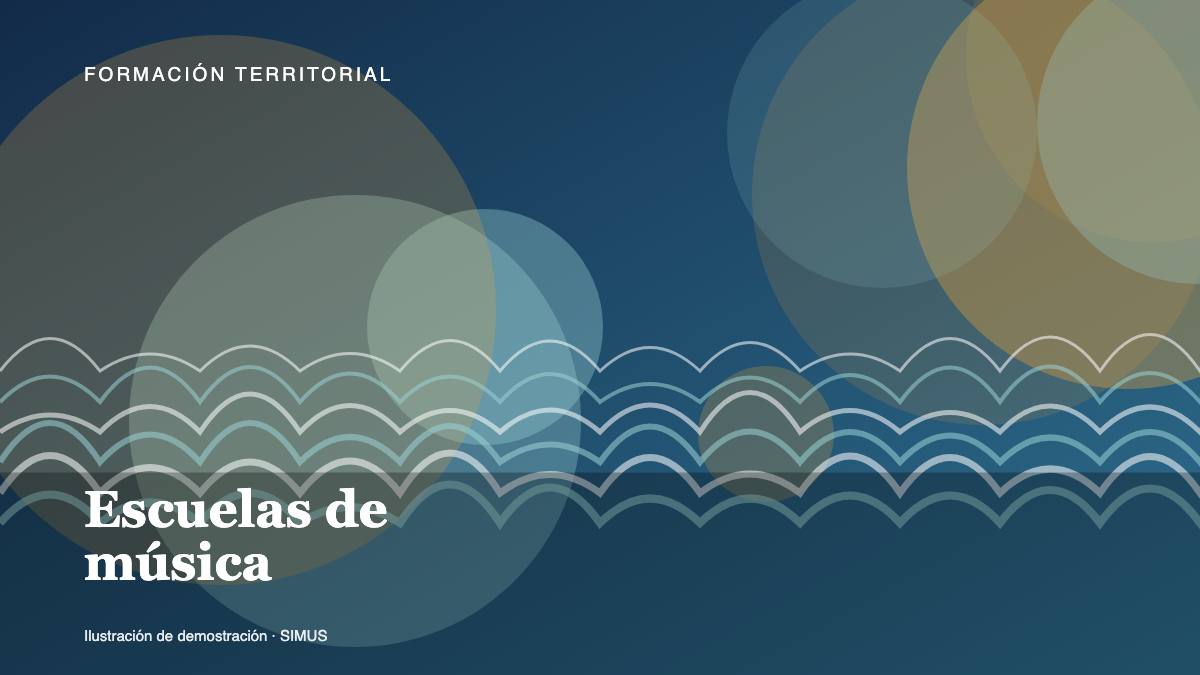 FORMACIÓN TERRITORIAL
Escuelas de
música
Ilustración de demostración · SIMUS